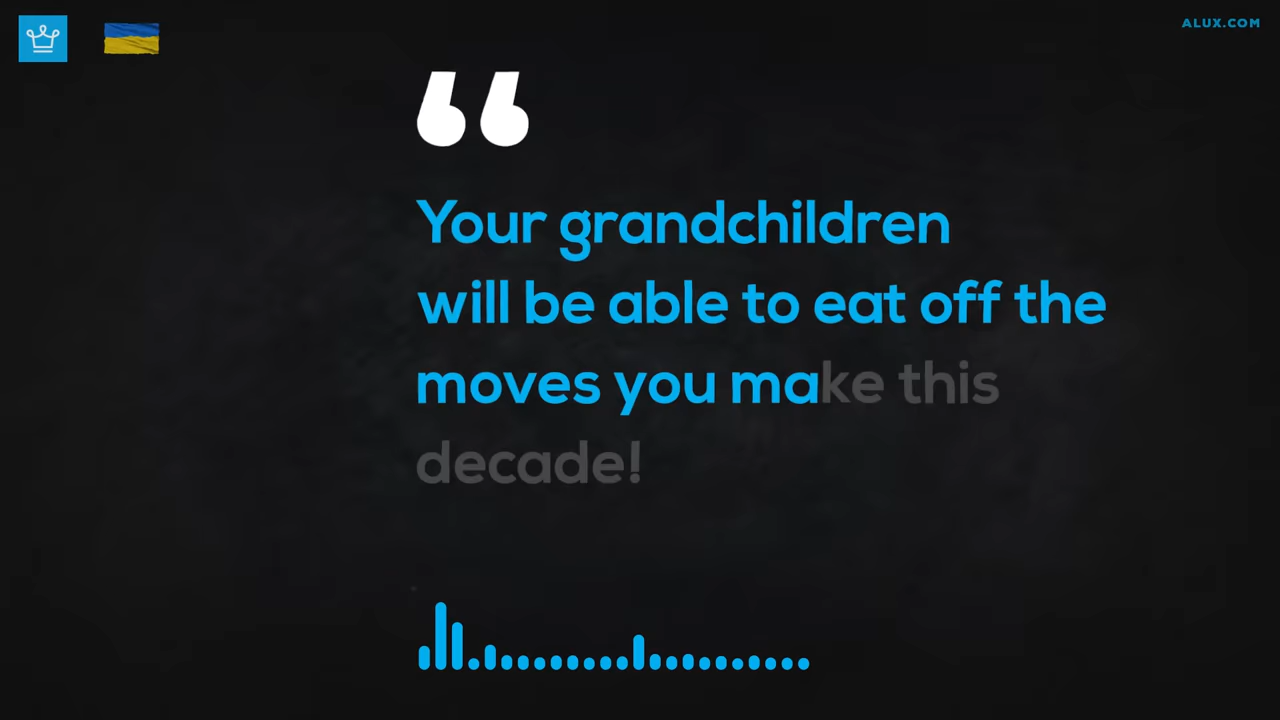 ALUX.COM
“
Your grandchildren
will be able to eat off the
moves you make this
decade!